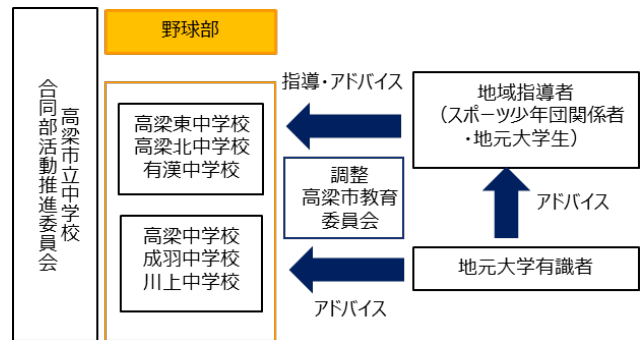 高梁市立中学校
合同部活動推進委員会
野球部
高梁東中学校
高梁北中学校
有漢中学校
高梁中学校
成羽中学校
川上中学校
指導・アドバイス
調整
高梁市教育
委員会
アドバイス
地域指導者
（スポーツ少年団関係者
・地元大学生）
アドバイス
地元大学有識者